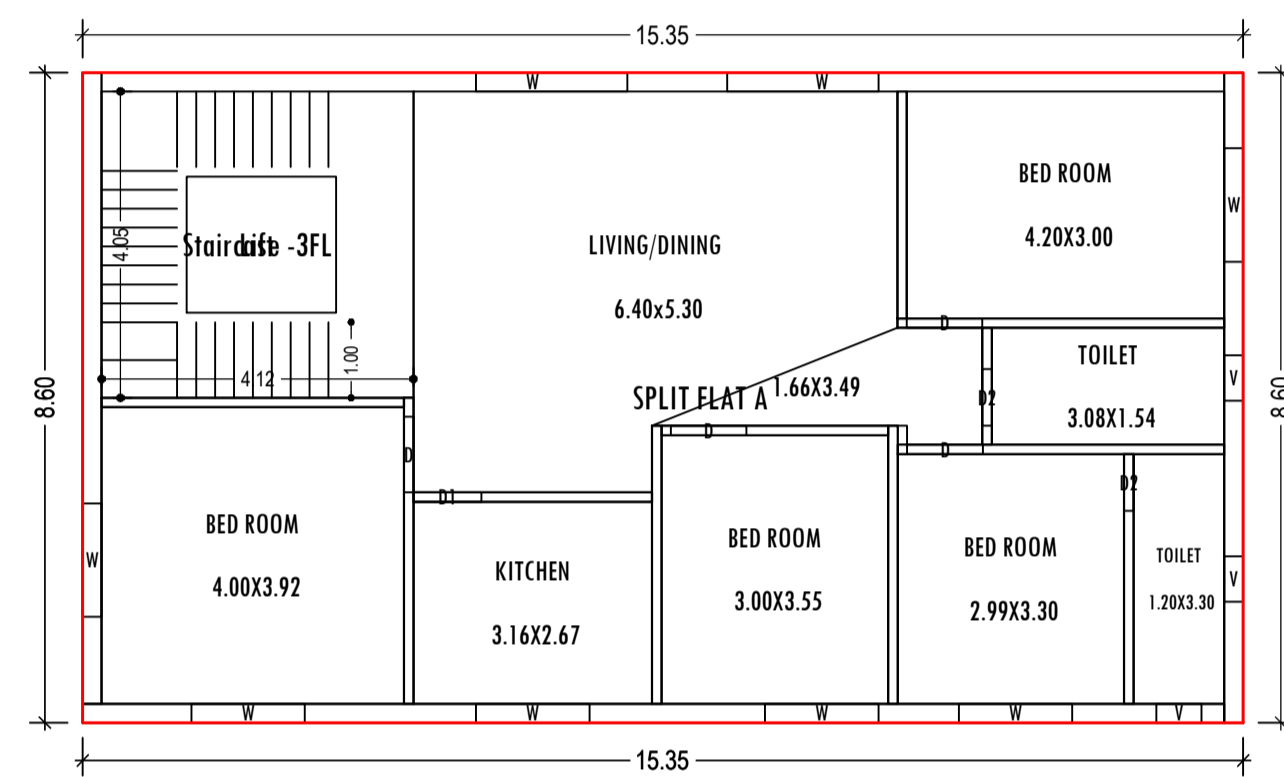 15.35
W
W
BED ROOM
4.20X3.00
W
4.05
Staircase -3FL
Lift
LIVING/DINING
6.40x5.30
8.60
8.60
1.00
4.12
D
TOILET
3.08X1.54
V
D2
1.66X3.49
SPLIT FLAT A
D
D
D
D1
D2
BED ROOM
4.00X3.92
W
KITCHEN
3.16X2.67
BED ROOM
3.00X3.55
BED ROOM
2.99X3.30
TOILET
1.20X3.30
V
W
W
W
W
V
15.35